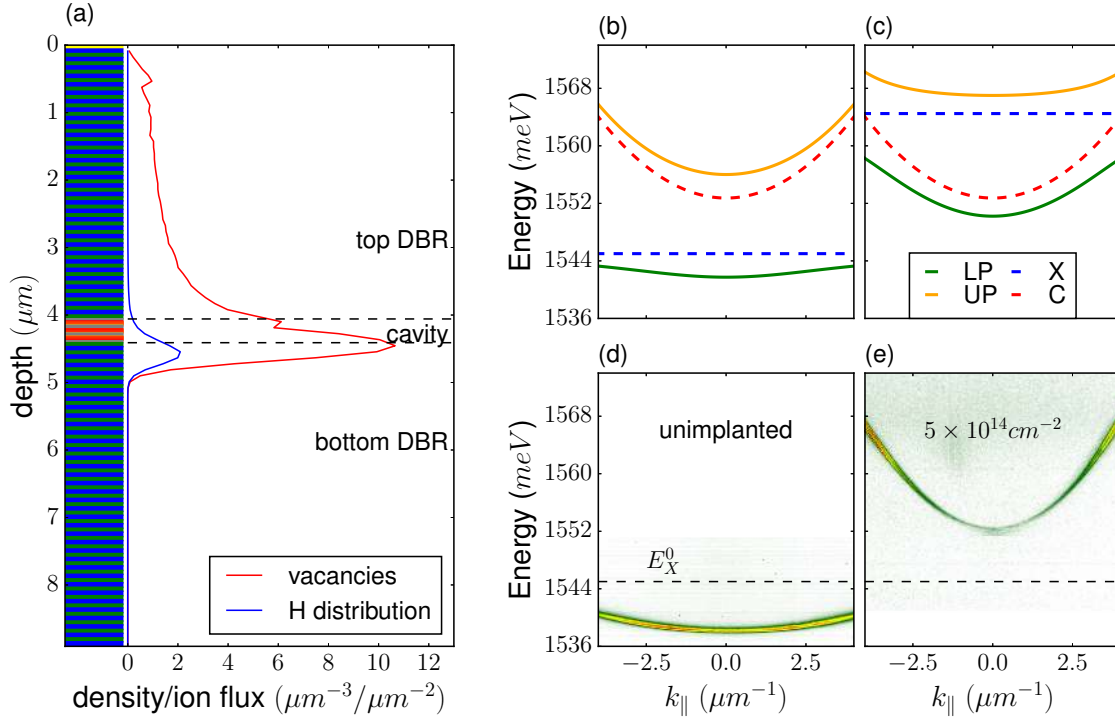 (a)
0
1
2
3
4
5
6
7
8
depth (μm)
top DBR
cavity
bottom DBR
vacancies
H distribution
0 2 4 6 8 10 12
density/ion flux (μm⁻³/μm⁻²)
(b)
1568
1560
1552
1544
1536
Energy (meV)
(c)
LP X
UP C
(d)
1568
1560
1552
1544
1536
Energy (meV)
unimplanted
E_X^0
−2.5 0.0 2.5
k∥ (μm⁻¹)
(e)
5 × 10¹⁴cm⁻²
−2.5 0.0 2.5
k∥ (μm⁻¹)